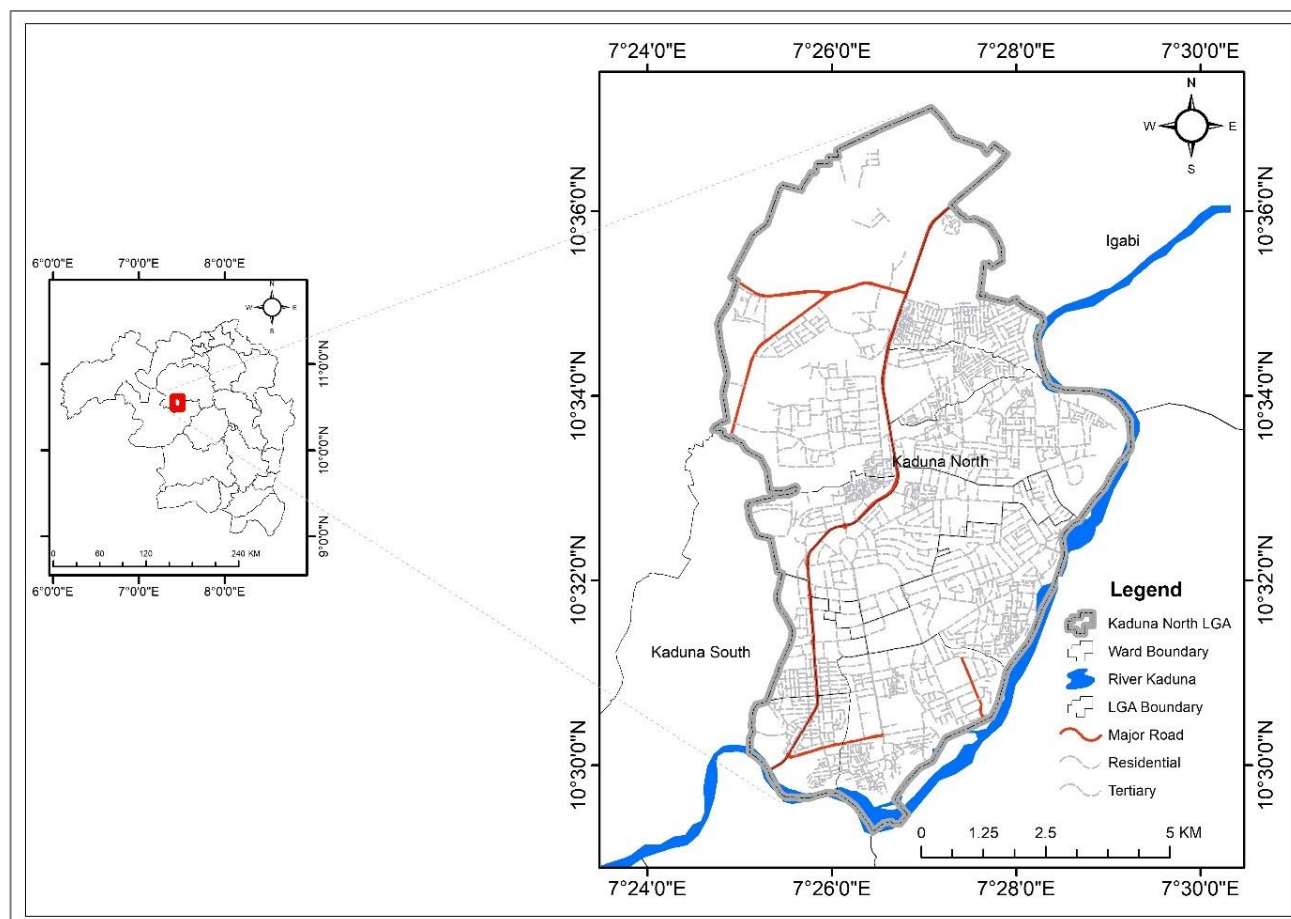 7°24'0"E 7°26'0"E 7°28'0"E 7°30'0"E
N
W E
S
10°36'0"N 10°36'0"N
Igabi
6°0'0"E 7°0'0"E 8°0'0"E
N
W E
S
11°0'0"N
10°34'0"N 10°34'0"N
Kaduna North
10°0'0"N
9°0'0"N
0 60 120 240 KM
6°0'0"E 7°0'0"E 8°0'0"E
10°32'0"N 10°32'0"N
Kaduna South
Legend
Kaduna North LGA
Ward Boundary
River Kaduna
LGA Boundary
Major Road
Residential
Tertiary
10°30'0"N 10°30'0"N
0 1.25 2.5 5 KM
7°24'0"E 7°26'0"E 7°28'0"E 7°30'0"E